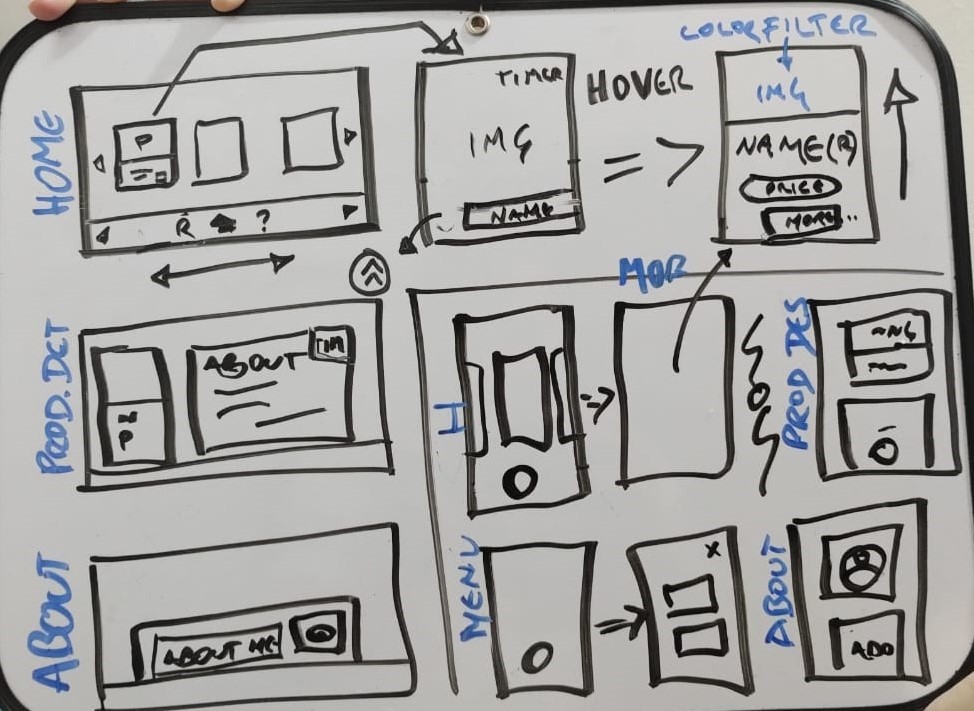 COLORFILTER
HOME
P
R ?
TIMER
IMG
NAME
HOVER
IMG
NAME(R)
PRICE
MORE..
MOB
PROD.DET
P
ABOUT
TIM
H
PROD DES
IMG
ABOUT
ABOUT ME
MENU
X
ABOUT
ABO